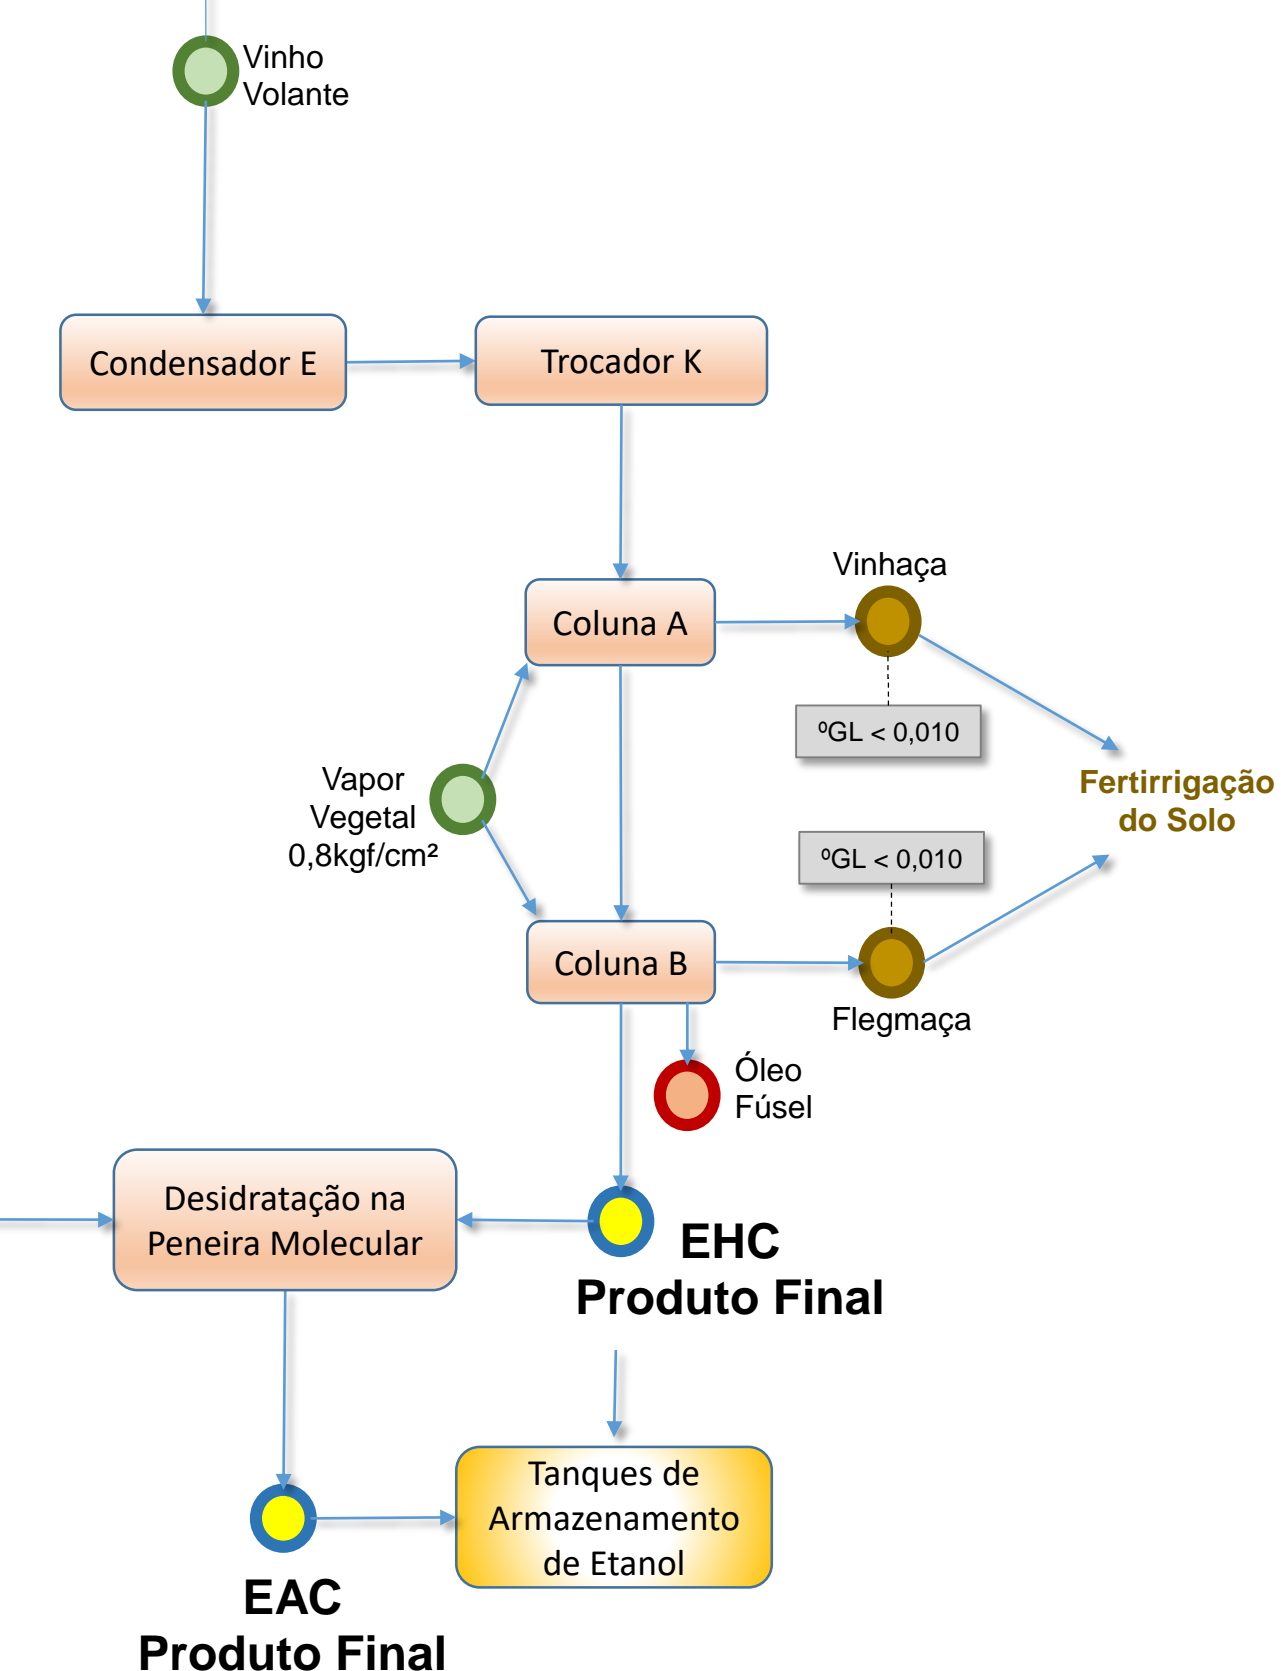 Vinho
Volante
Condensador E
Trocador K
Vinhaça
Coluna A
ºGL < 0,010
Vapor
Vegetal
0,8kgf/cm²
Fertirrigação
do Solo
ºGL < 0,010
Coluna B
Flegmaça
Óleo
Fúsel
Desidratação na
Peneira Molecular
EHC
Produto Final
Tanques de
Armazenamento
de Etanol
EAC
Produto Final